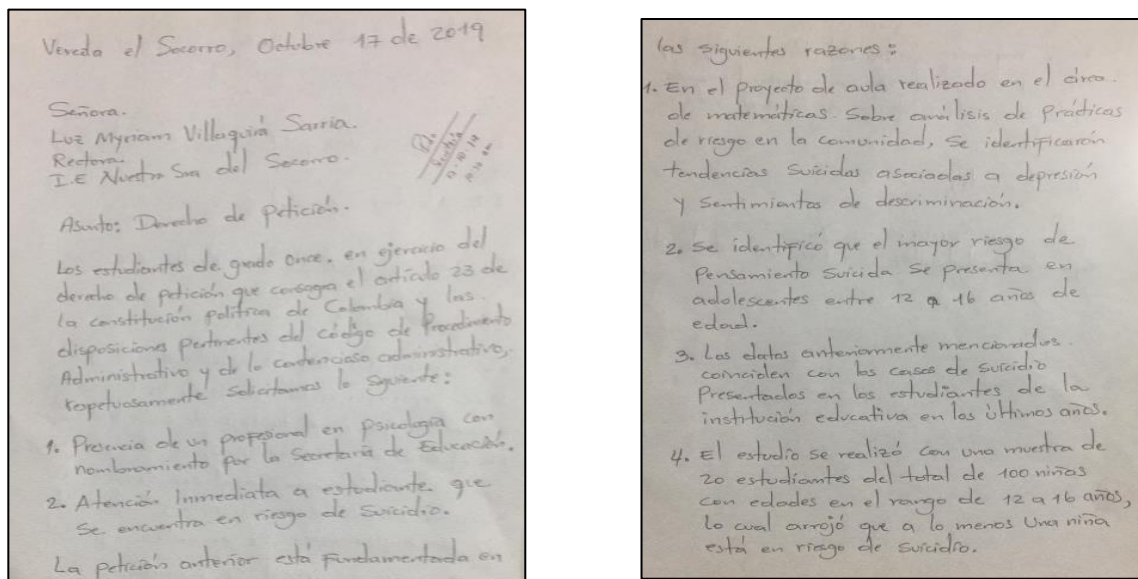 Vereda el Socorro, Octubre 17 de 2019
Señora.
Luz Myriam Villaquirá Sarria.
Rectora.
I.E Nuestra Sra del Socorro.
Asunto: Derecho de Petición.
Los estudiantes de grado once, en ejercicio del
derecho de petición que consagra el artículo 23 de
la constitución política de Colombia y las
disposiciones pertinentes del código de Procedimiento
Administrativo y de lo contencioso administrativo,
respetuosamente solicitamos lo siguiente:
1. Presencia de un profesional en psicología con
nombramiento por la Secretaría de Educación.
2. Atención Inmediata a estudiante que
Se encuentra en riesgo de Suicidio.
La petición anterior está fundamentada en
las siguientes razones:
1. En el proyecto de aula realizado en el área.
de matemáticas. Sobre análisis de Prácticas
de riesgo en la comunidad, Se identificarón
tendencias Suicidas asociadas a depresión
y Sentimientos de descriminación.
2. Se identificó que el mayor riesgo de
Pensamiento Suicida Se presenta en
adolescentes entre 12 a 16 años de
edad.
3. Los datos anteriormente mencionados.
coinciden con los casos de Suicidio
Presentados en los estudiantes de la
institución educativa en los últimos años.
4. El estudio se realizó con una muestra de
20 estudiantes del total de 100 niños
con edades en el rango de 12 a 16 años,
lo cual arrojó que a lo menos Una niña
está en riesgo de suicidio.